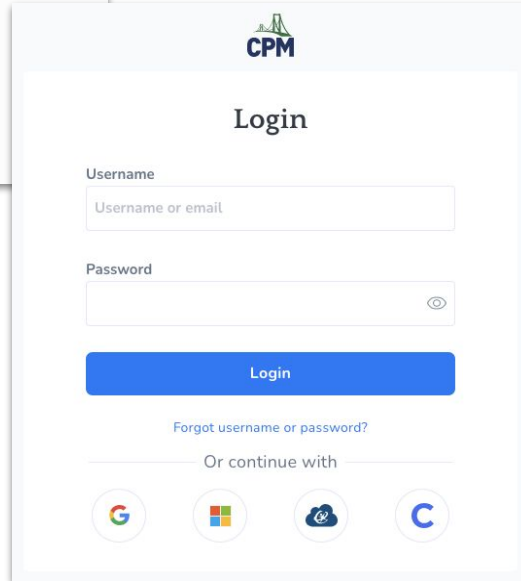 CPM
Login
Username
Username or email
Password
Login
Forgot username or password?
Or continue with